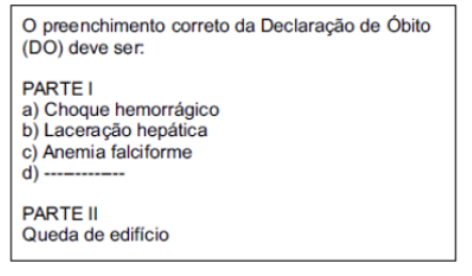 O preenchimento correto da Declaração de Óbito
(DO) deve ser:
PARTE I
a) Choque hemorrágico
b) Laceração hepática
c) Anemia falciforme
d) -------------
PARTE II
Queda de edifício